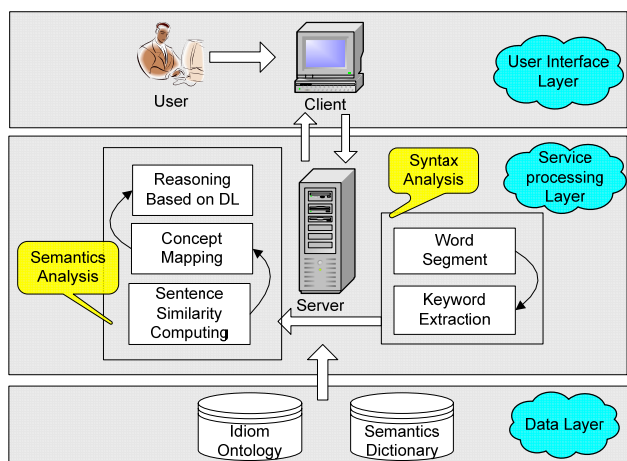 User
Client
User Interface
Layer
Reasoning
Based on DL
Concept
Mapping
Sentence
Similarity
Computing
Semantics
Analysis
Server
Syntax
Analysis
Word
Segment
Keyword
Extraction
Service
processing
Layer
Idiom
Ontology
Semantics
Dictionary
Data Layer